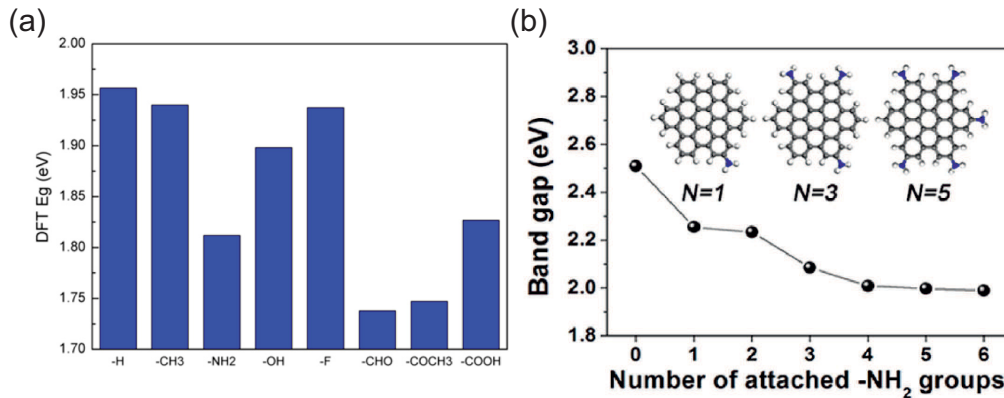 (a)
DFT Eg (eV)
2.00
1.95
1.90
1.85
1.80
1.75
1.70
-H
-CH3
-NH2
-OH
-F
-CHO
-COCH3
-COOH
(b)
Band gap (eV)
3.0
2.8
2.6
2.4
2.2
2.0
1.8
N=1
N=3
N=5
0
1
2
3
4
5
6
Number of attached -NH₂ groups